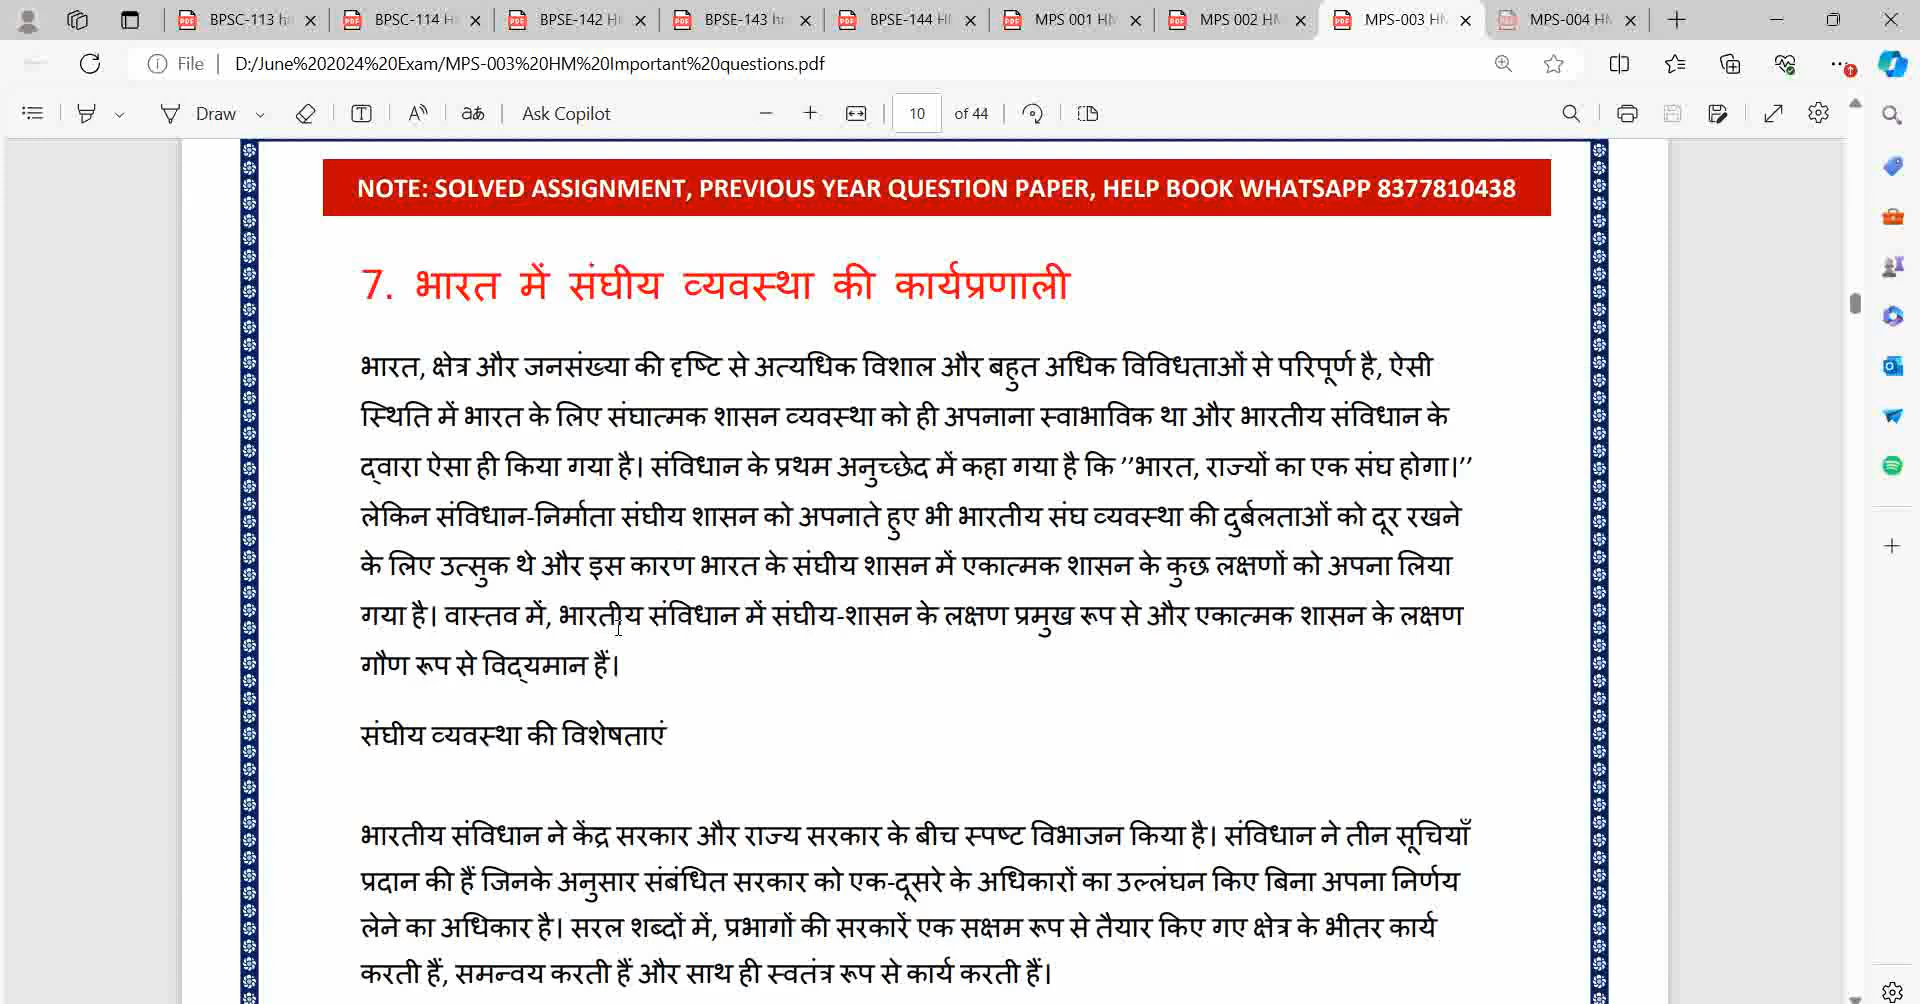 BPSC-113 h
BPSC-114 H
BPSE-142 H
BPSE-143 h
BPSE-144 H
MPS 001 HM
MPS 002 HM
MPS-003 HM
MPS-004 HM
File
D:/June%202024%20Exam/MPS-003%20HM%20Important%20questions.pdf
Draw
Ask Copilot
10 of 44
NOTE: SOLVED ASSIGNMENT, PREVIOUS YEAR QUESTION PAPER, HELP BOOK WHATSAPP 8377810438
7. भारत में संघीय व्यवस्था की कार्यप्रणाली
भारत, क्षेत्र और जनसंख्या की दृष्टि से अत्यधिक विशाल और बहुत अधिक विविधताओं से परिपूर्ण है, ऐसी
स्थिति में भारत के लिए संघात्मक शासन व्यवस्था को ही अपनाना स्वाभाविक था और भारतीय संविधान के
द्वारा ऐसा ही किया गया है। संविधान के प्रथम अनुच्छेद में कहा गया है कि ’’भारत, राज्यों का एक संघ होगा।’’
लेकिन संविधान-निर्माता संघीय शासन को अपनाते हुए भी भारतीय संघ व्यवस्था की दुर्बलताओं को दूर रखने
के लिए उत्सुक थे और इस कारण भारत के संघीय शासन में एकात्मक शासन के कुछ लक्षणों को अपना लिया
गया है। वास्तव में, भारतीय संविधान में संघीय-शासन के लक्षण प्रमुख रूप से और एकात्मक शासन के लक्षण
गौण रूप से विद्यमान हैं।
संघीय व्यवस्था की विशेषताएं
भारतीय संविधान ने केंद्र सरकार और राज्य सरकार के बीच स्पष्ट विभाजन किया है। संविधान ने तीन सूचियाँ
प्रदान की हैं जिनके अनुसार संबंधित सरकार को एक-दूसरे के अधिकारों का उल्लंघन किए बिना अपना निर्णय
लेने का अधिकार है। सरल शब्दों में, प्रभागों की सरकारें एक सक्षम रूप से तैयार किए गए क्षेत्र के भीतर कार्य
करती हैं, समन्वय करती हैं और साथ ही स्वतंत्र रूप से कार्य करती हैं।